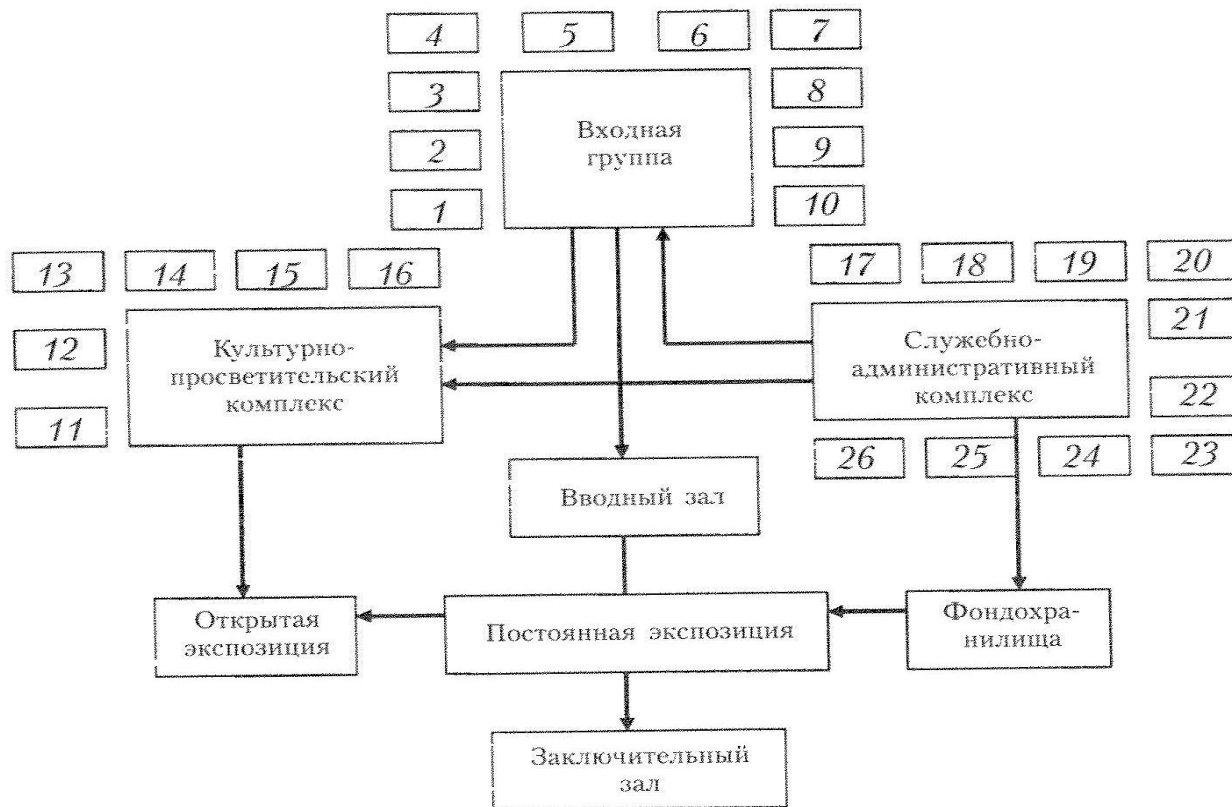 4 5 6 7
3 8
Входная
группа
2 9
1 10
13 14 15 16
17 18 19 20
12
Культурно-
просветительский
комплекс
Служебно-
административный
комплекс
21
11
22
26 25 24 23
Вводный зал
Открытая
экспозиция
Постоянная экспозиция
Фондохра-
нилища
Заключительный
зал